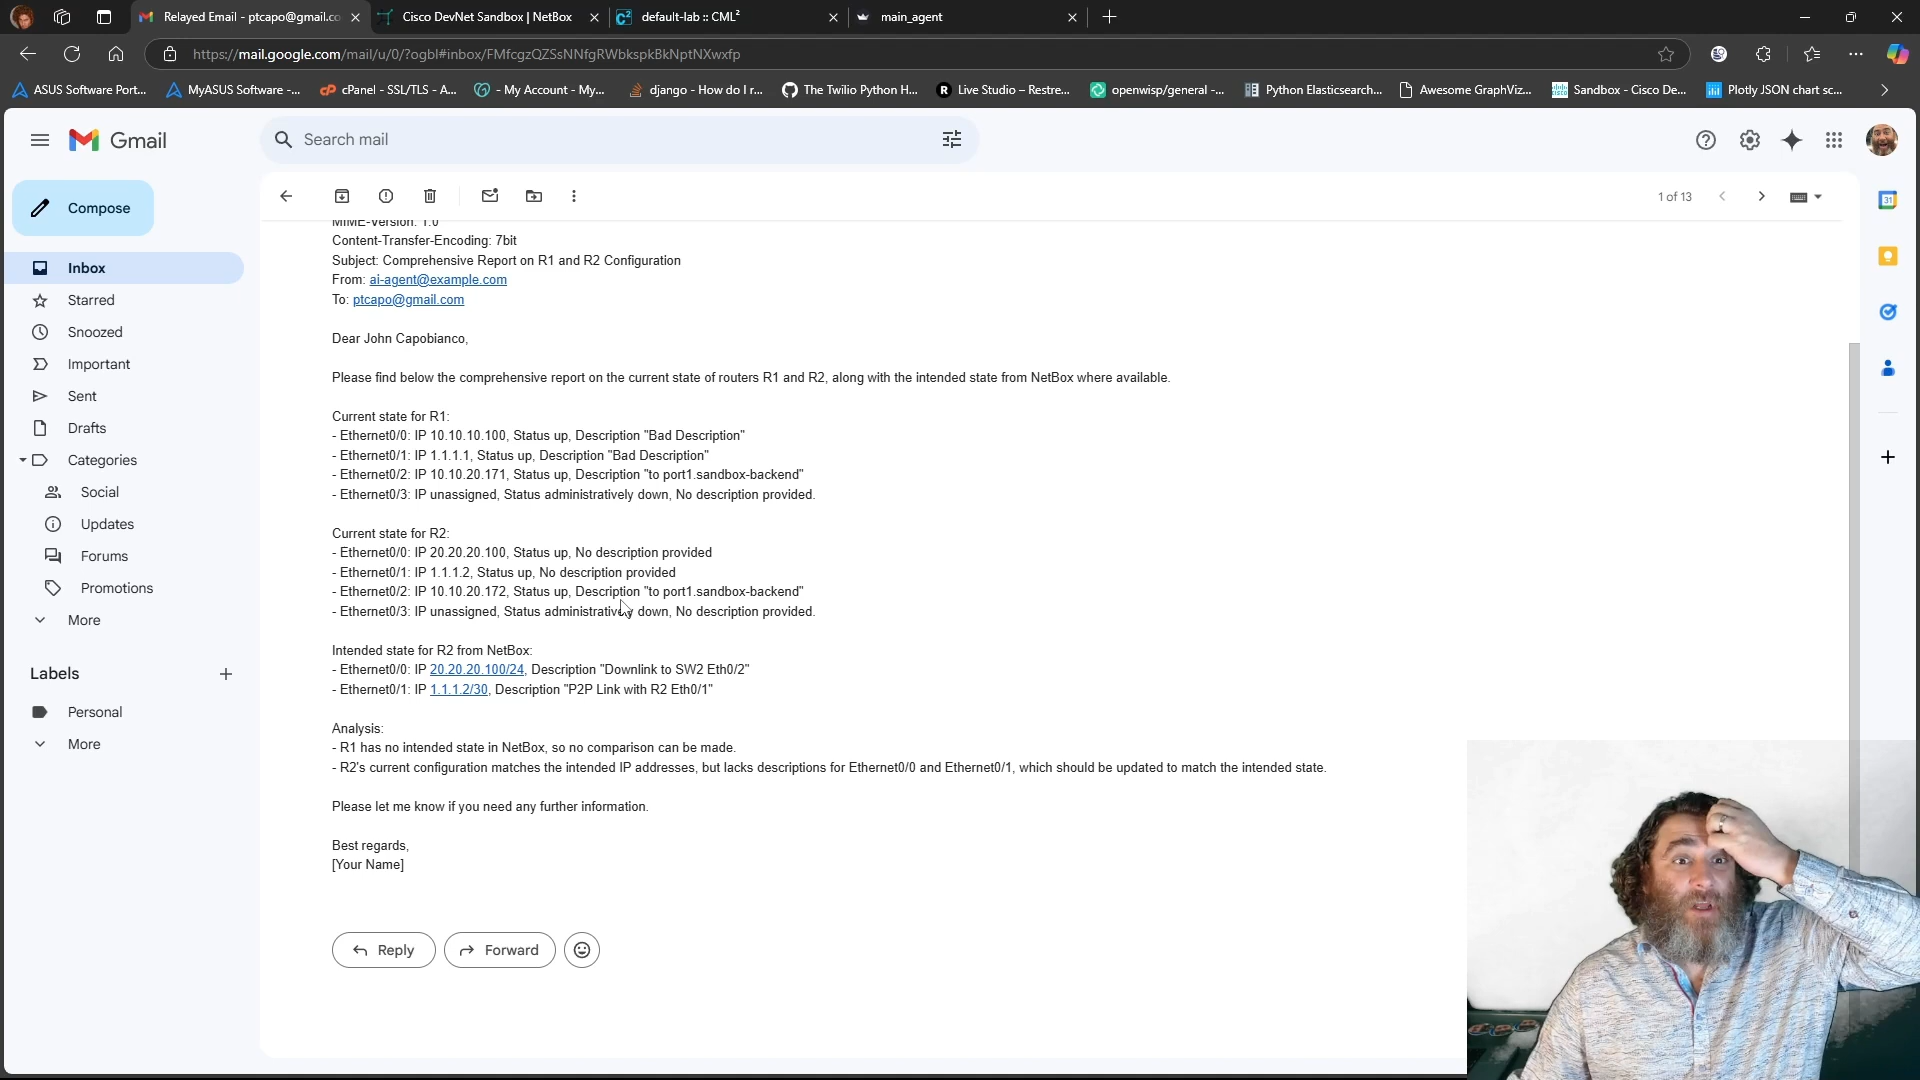 Relayed Email - ptcapo@gmail.co
Cisco DevNet Sandbox | NetBox
default-lab :: CML²
main_agent
https://mail.google.com/mail/u/0/?ogbl#inbox/FMfcgzQZSsNNfgRWbkspkBkNptNXwxfp
ASUS Software Port...
MyASUS Software -...
cPanel - SSL/TLS - A...
- My Account - My...
django - How do I r...
The Twilio Python H...
Live Studio – Restre...
openwisp/general -...
Python Elasticsearch...
Awesome GraphViz...
Sandbox - Cisco De...
Plotly JSON chart sc...
Gmail
Search mail
Compose
1 of 13
Inbox
Starred
Snoozed
Important
Sent
Drafts
Categories
Social
Updates
Forums
Promotions
More
Labels
Personal
More
31
MIME-Version: 1.0
Content-Transfer-Encoding: 7bit
Subject: Comprehensive Report on R1 and R2 Configuration
From: ai-agent@example.com
To: ptcapo@gmail.com
Dear John Capobianco,
Please find below the comprehensive report on the current state of routers R1 and R2, along with the intended state from NetBox where available.
Current state for R1:
- Ethernet0/0: IP 10.10.10.100, Status up, Description "Bad Description"
- Ethernet0/1: IP 1.1.1.1, Status up, Description "Bad Description"
- Ethernet0/2: IP 10.10.20.171, Status up, Description "to port1.sandbox-backend"
- Ethernet0/3: IP unassigned, Status administratively down, No description provided.
Current state for R2:
- Ethernet0/0: IP 20.20.20.100, Status up, No description provided
- Ethernet0/1: IP 1.1.1.2, Status up, No description provided
- Ethernet0/2: IP 10.10.20.172, Status up, Description "to port1.sandbox-backend"
- Ethernet0/3: IP unassigned, Status administratively down, No description provided.
Intended state for R2 from NetBox:
- Ethernet0/0: IP 20.20.20.100/24, Description "Downlink to SW2 Eth0/2"
- Ethernet0/1: IP 1.1.1.2/30, Description "P2P Link with R2 Eth0/1"
Analysis:
- R1 has no intended state in NetBox, so no comparison can be made.
- R2's current configuration matches the intended IP addresses, but lacks descriptions for Ethernet0/0 and Ethernet0/1, which should be updated to match the intended state.
Please let me know if you need any further information.
Best regards,
[Your Name]
Reply
Forward